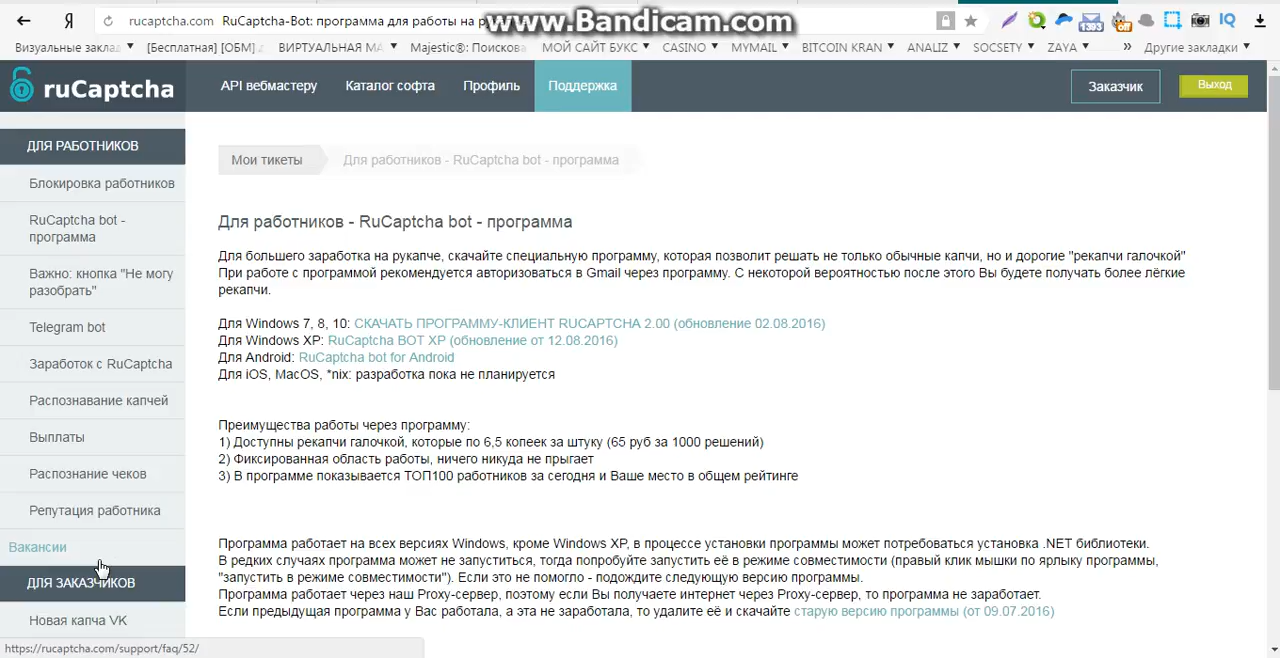 rucaptcha.com RuCaptcha-Bot: программа для работы на р
www.Bandicam.com
1393
off
IQ
Визуальные заклад
[Бесплатная] [ОБМ]
ВИРТУАЛЬНАЯ МА
Majestic®: Поискова
МОЙ САЙТ БУКС
CASINO
MYMAIL
BITCOIN KRAN
ANALIZ
SOCSETY
ZAYA
»
Другие закладки
ruCaptcha
API вебмастеру
Каталог софта
Профиль
Поддержка
Заказчик
Выход
ДЛЯ РАБОТНИКОВ
Блокировка работников
RuCaptcha bot -
программа
Важно: кнопка "Не могу
разобрать"
Telegram bot
Заработок с RuCaptcha
Распознавание капчей
Выплаты
Распознание чеков
Репутация работника
Вакансии
ДЛЯ ЗАКАЗЧИКОВ
Новая капча VK
Мои тикеты
Для работников - RuCaptcha bot - программа
Для работников - RuCaptcha bot - программа
Для большего заработка на рукапче, скачайте специальную программу, которая позволит решать не только обычные капчи, но и дорогие "рекапчи галочкой"
При работе с программой рекомендуется авторизоваться в Gmail через программу. С некоторой вероятностью после этого Вы будете получать более лёгкие
рекапчи.
Для Windows 7, 8, 10: СКАЧАТЬ ПРОГРАММУ-КЛИЕНТ RUCAPTCHA 2.00 (обновление 02.08.2016)
Для Windows XP: RuCaptcha BOT XP (обновление от 12.08.2016)
Для Android: RuCaptcha bot for Android
Для iOS, MacOS, *nix: разработка пока не планируется
Преимущества работы через программу:
1) Доступны рекапчи галочкой, которые по 6,5 копеек за штуку (65 руб за 1000 решений)
2) Фиксированная область работы, ничего никуда не прыгает
3) В программе показывается ТОП100 работников за сегодня и Ваше место в общем рейтинге
Программа работает на всех версиях Windows, кроме Windows XP, в процессе установки программы может потребоваться установка .NET библиотеки.
В редких случаях программа может не запуститься, тогда попробуйте запустить её в режиме совместимости (правый клик мышки по ярлыку программы,
"запустить в режиме совместимости"). Если это не помогло - подождите следующую версию программы.
Программа работает через наш Proxy-сервер, поэтому если Вы получаете интернет через Proxy-сервер, то программа не заработает.
Если предыдущая программа у Вас работала, а эта не заработала, то удалите её и скачайте старую версию программы (от 09.07.2016)
https://rucaptcha.com/support/faq/52/